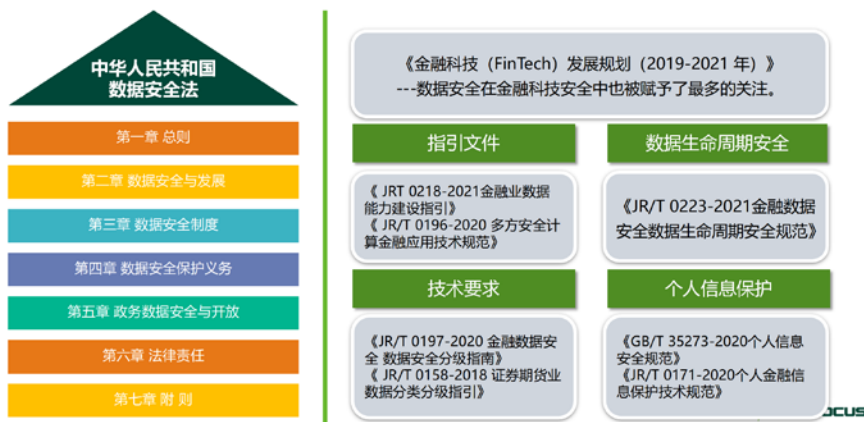 中华人民共和国
数据安全法
第一章 总则
第二章 数据安全与发展
第三章 数据安全制度
第四章 数据安全保护义务
第五章 政务数据安全与开放
第六章 法律责任
第七章 附 则
《金融科技（FinTech）发展规划（2019-2021 年）》
---数据安全在金融科技安全中也被赋予了最多的关注。
指引文件
《 JRT 0218-2021金融业数据
能力建设指引》
《 JR/T 0196-2020 多方安全计
算金融应用技术规范》
数据生命周期安全
《JR/T 0223-2021金融数据
安全数据生命周期安全规范》
技术要求
《JR/T 0197-2020 金融数据安
全 数据安全分级指南》
《 JR/T 0158-2018 证券期货业
数据分类分级指引》
个人信息保护
《GB/T 35273-2020个人信息
安全规范》
《JR/T 0171-2020个人金融信
息保护技术规范》